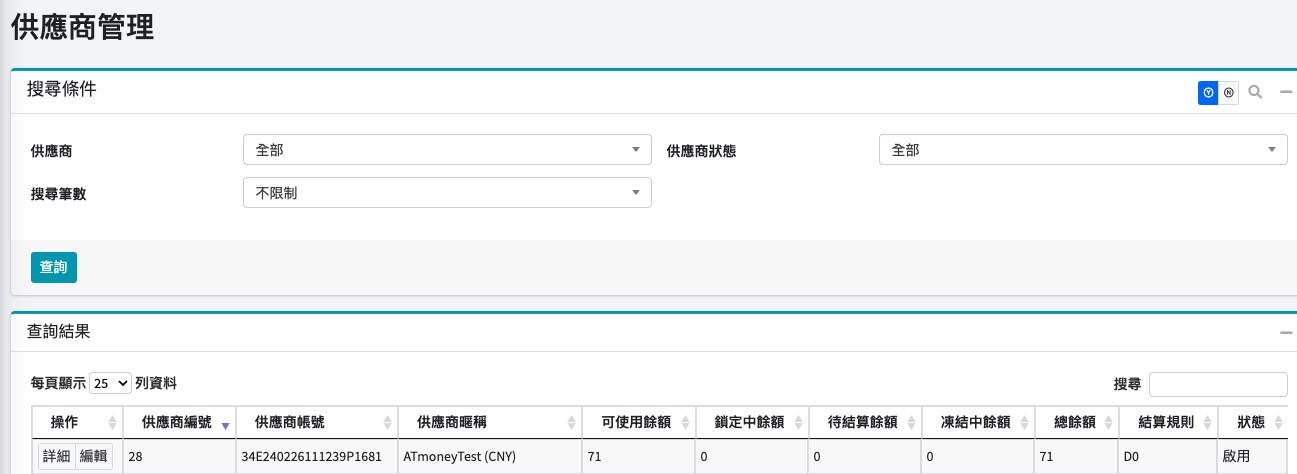 供應商管理
搜尋條件
Ⓨ Ⓝ
供應商 全部 供應商狀態 全部
搜尋筆數 不限制
查詢
查詢結果
每頁顯示 25 列資料 搜尋
操作 供應商編號 供應商帳號 供應商暱稱 可使用餘額 鎖定中餘額 待結算餘額 凍結中餘額 總餘額 結算規則 狀態
詳細 編輯 28 34E240226111239P1681 ATmoneyTest (CNY) 71 0 0 0 71 D0 啟用